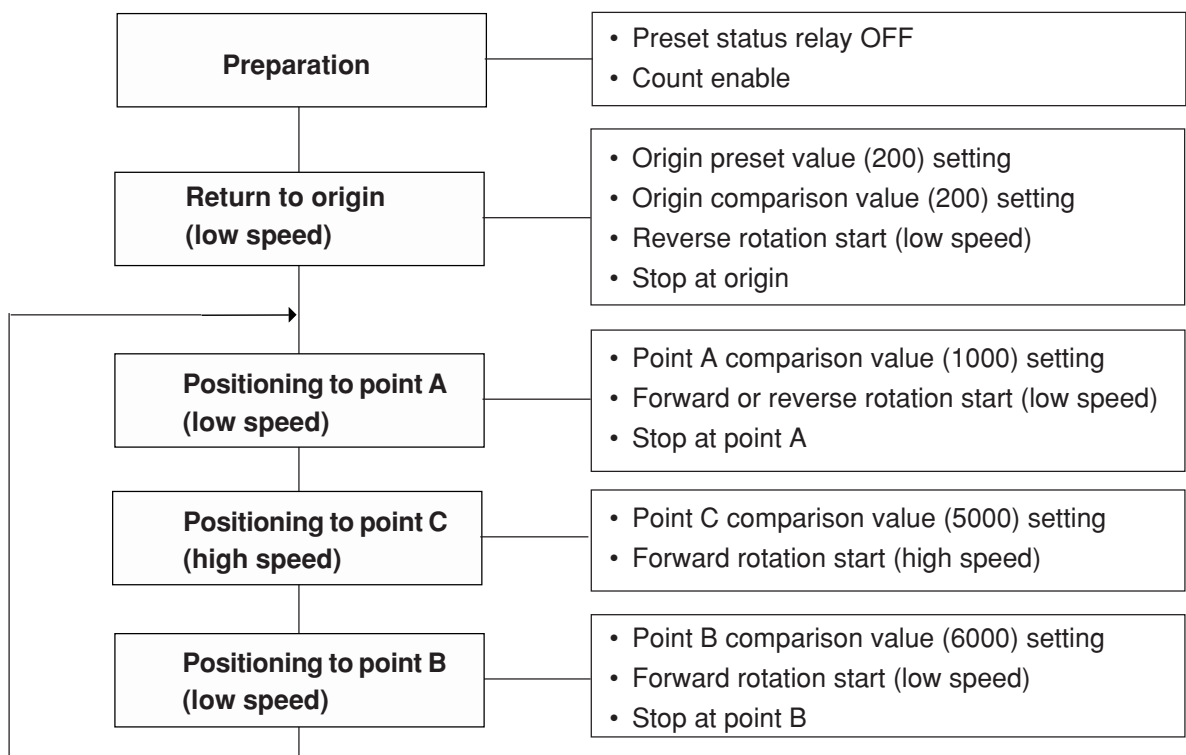 Preparation
• Preset status relay OFF
• Count enable
Return to origin
(low speed)
• Origin preset value (200) setting
• Origin comparison value (200) setting
• Reverse rotation start (low speed)
• Stop at origin
Positioning to point A
(low speed)
• Point A comparison value (1000) setting
• Forward or reverse rotation start (low speed)
• Stop at point A
Positioning to point C
(high speed)
• Point C comparison value (5000) setting
• Forward rotation start (high speed)
Positioning to point B
(low speed)
• Point B comparison value (6000) setting
• Forward rotation start (low speed)
• Stop at point B